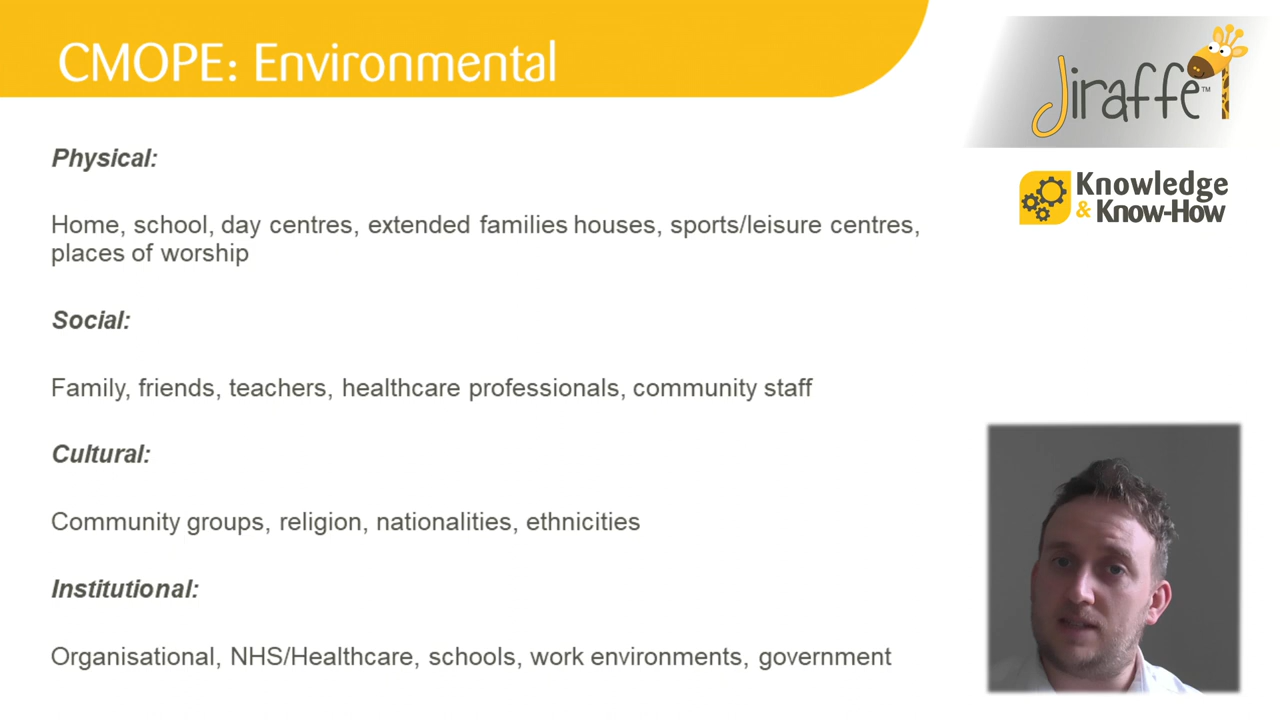 CMOPE: Environmental
Jiraffe™
Knowledge
& Know-How
Physical:
Home, school, day centres, extended families houses, sports/leisure centres,
places of worship
Social:
Family, friends, teachers, healthcare professionals, community staff
Cultural:
Community groups, religion, nationalities, ethnicities
Institutional:
Organisational, NHS/Healthcare, schools, work environments, government